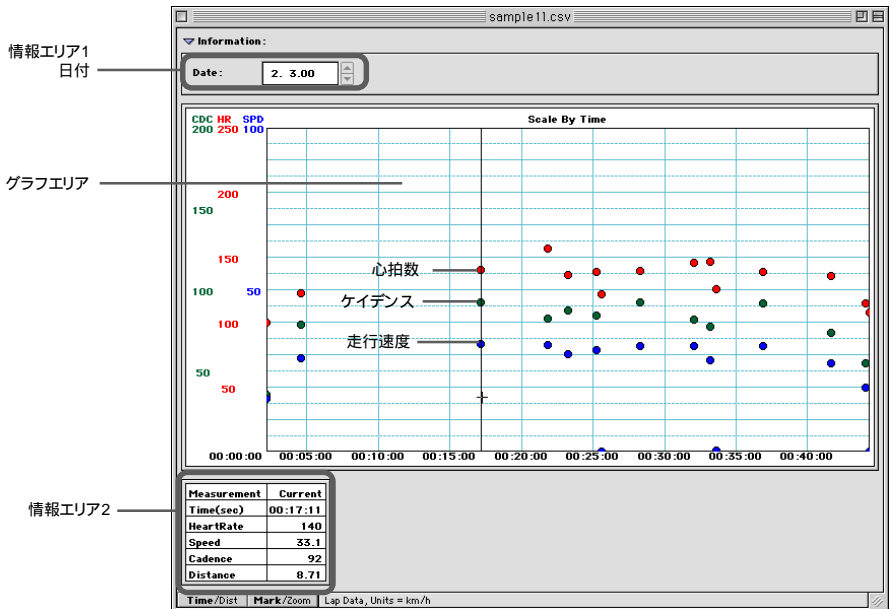 sample11.csv
Information:
情報エリア1
日付
Date:
2. 3.00
CDC HR SPD
Scale By Time
200 250 100
グラフエリア
200
150
150
心拍数
100
50
ケイデンス
100
走行速度
50
50
00:00:00 00:05:00 00:10:00 00:15:00 00:20:00 00:25:00 00:30:00 00:35:00 00:40:00
情報エリア2
Measurement Current
Time(sec) 00:17:11
HeartRate 140
Speed 33.1
Cadence 92
Distance 8.71
Time/Dist Mark/Zoom Lap Data, Units = km/h